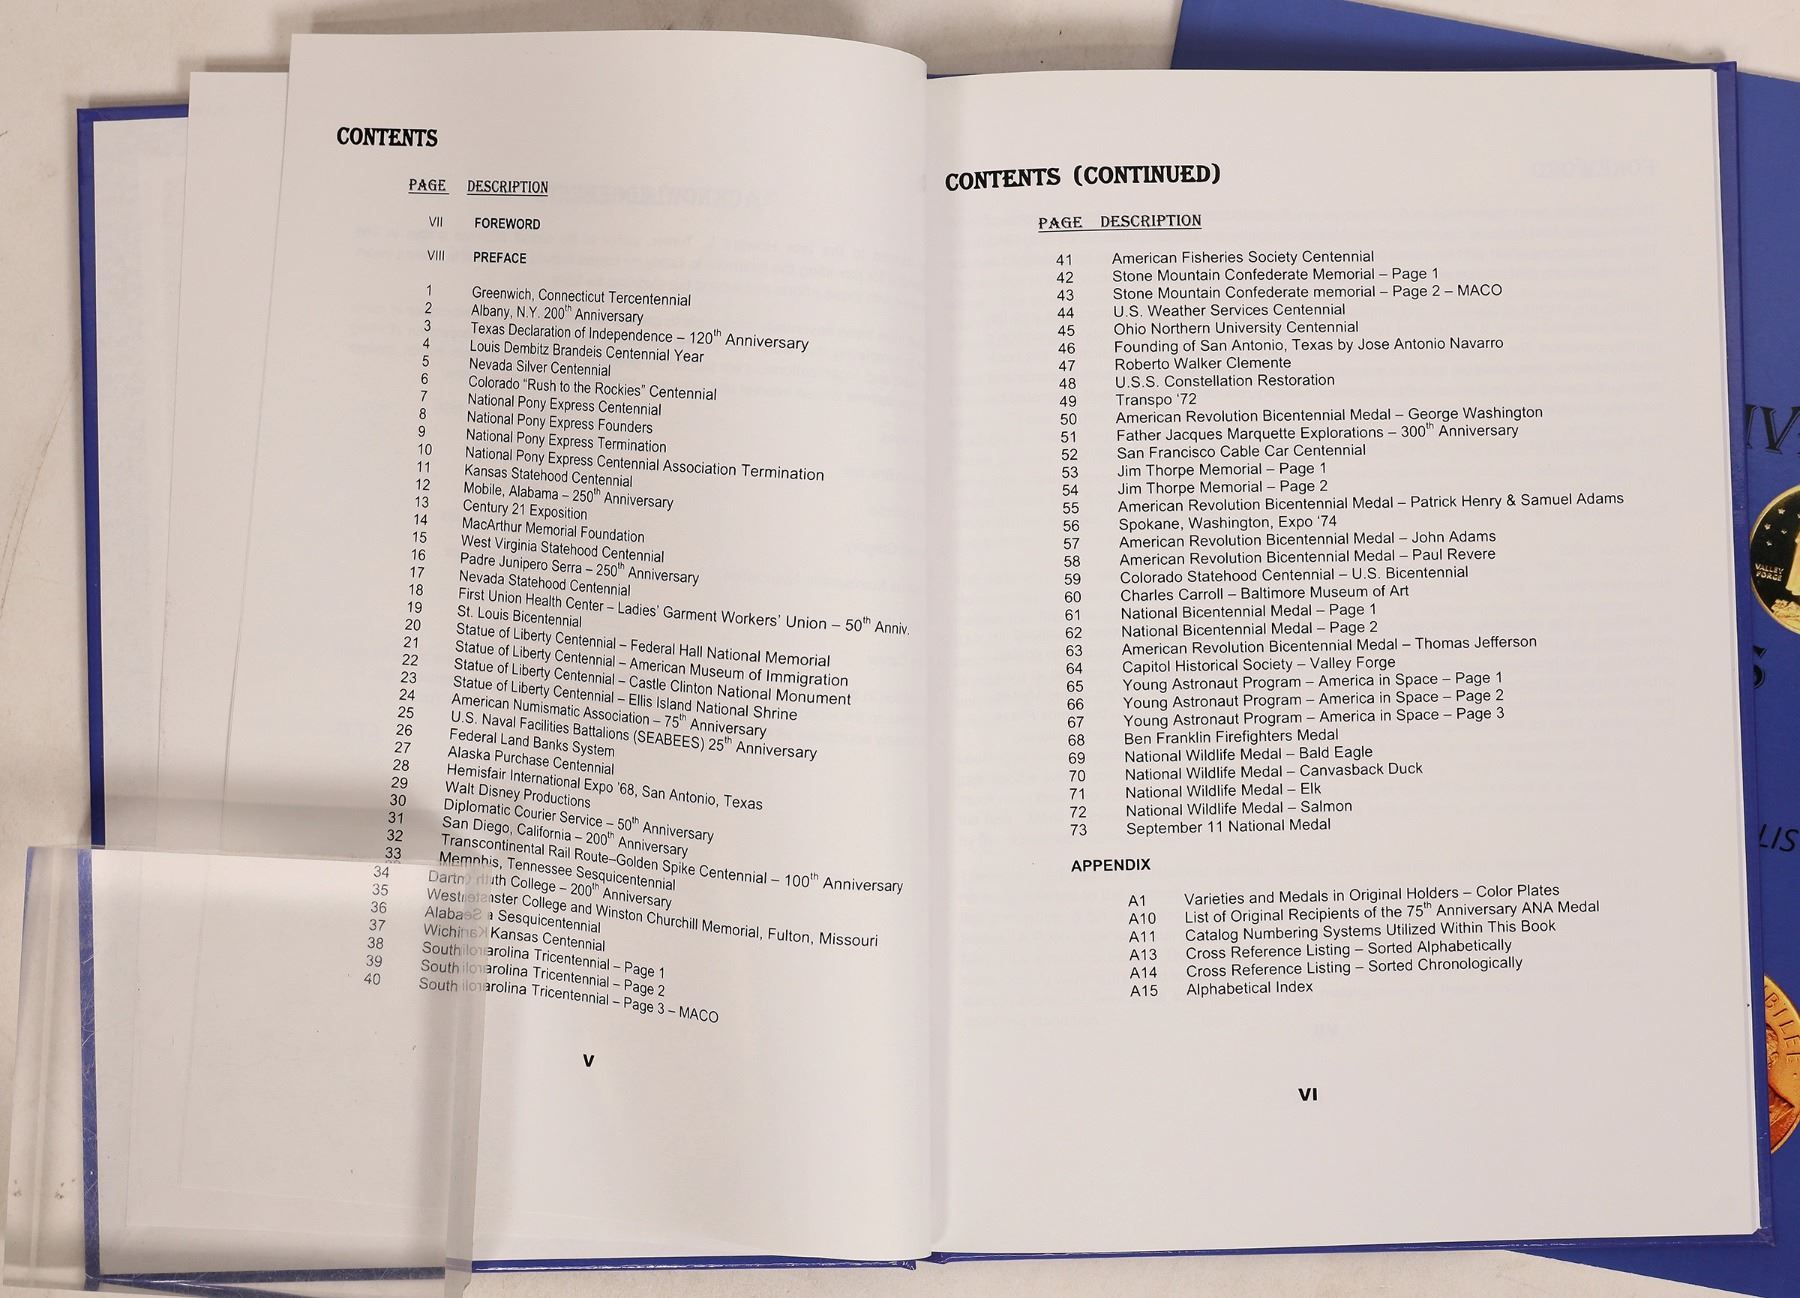 CONTENTS
PAGE DESCRIPTION
VII FOREWORD
VIII PREFACE
1 Greenwich, Connecticut Tercentennial
2 Albany, N.Y. 200th Anniversary
3 Texas Declaration of Independence – 120th Anniversary
4 Louis Dembitz Brandeis Centennial Year
5 Nevada Silver Centennial
6 Colorado "Rush to the Rockies" Centennial
7 National Pony Express Centennial
8 National Pony Express Founders
9 National Pony Express Termination
10 National Pony Express Centennial Association Termination
11 Kansas Statehood Centennial
12 Mobile, Alabama – 250th Anniversary
13 Century 21 Exposition
14 MacArthur Memorial Foundation
15 West Virginia Statehood Centennial
16 Padre Junipero Serra – 250th Anniversary
17 Nevada Statehood Centennial
18 First Union Health Center – Ladies' Garment Workers' Union – 50th Anniv.
19 St. Louis Bicentennial
20 Statue of Liberty Centennial – Federal Hall National Memorial
21 Statue of Liberty Centennial – American Museum of Immigration
22 Statue of Liberty Centennial – Castle Clinton National Monument
23 Statue of Liberty Centennial – Ellis Island National Shrine
24 American Numismatic Association – 75th Anniversary
25 U.S. Naval Facilities Battalions (SEABEES) 25th Anniversary
26 Federal Land Banks System
27 Alaska Purchase Centennial
28 Hemisfair International Expo '68, San Antonio, Texas
29 Walt Disney Productions
30 Diplomatic Courier Service – 50th Anniversary
31 San Diego, California – 200th Anniversary
32 Transcontinental Rail Route–Golden Spike Centennial – 100th Anniversary
33 Memphis, Tennessee Sesquicentennial
34 Dartmouth College – 200th Anniversary
35 Westminster College and Winston Churchill Memorial, Fulton, Missouri
36 Alabama Sesquicentennial
37 Wichita Kansas Centennial
38 South Carolina Tricentennial – Page 1
39 South Carolina Tricentennial – Page 2
40 South Carolina Tricentennial – Page 3 – MACO
V
CONTENTS (CONTINUED)
PAGE DESCRIPTION
41 American Fisheries Society Centennial
42 Stone Mountain Confederate Memorial – Page 1
43 Stone Mountain Confederate memorial – Page 2 – MACO
44 U.S. Weather Services Centennial
45 Ohio Northern University Centennial
46 Founding of San Antonio, Texas by Jose Antonio Navarro
47 Roberto Walker Clemente
48 U.S.S. Constellation Restoration
49 Transpo '72
50 American Revolution Bicentennial Medal – George Washington
51 Father Jacques Marquette Explorations – 300th Anniversary
52 San Francisco Cable Car Centennial
53 Jim Thorpe Memorial – Page 1
54 Jim Thorpe Memorial – Page 2
55 American Revolution Bicentennial Medal – Patrick Henry & Samuel Adams
56 Spokane, Washington, Expo '74
57 American Revolution Bicentennial Medal – John Adams
58 American Revolution Bicentennial Medal – Paul Revere
59 Colorado Statehood Centennial – U.S. Bicentennial
60 Charles Carroll – Baltimore Museum of Art
61 National Bicentennial Medal – Page 1
62 National Bicentennial Medal – Page 2
63 American Revolution Bicentennial Medal – Thomas Jefferson
64 Capitol Historical Society – Valley Forge
65 Young Astronaut Program – America in Space – Page 1
66 Young Astronaut Program – America in Space – Page 2
67 Young Astronaut Program – America in Space – Page 3
68 Ben Franklin Firefighters Medal
69 National Wildlife Medal – Bald Eagle
70 National Wildlife Medal – Canvasback Duck
71 National Wildlife Medal – Elk
72 National Wildlife Medal – Salmon
73 September 11 National Medal
APPENDIX
A1 Varieties and Medals in Original Holders – Color Plates
A10 List of Original Recipients of the 75th Anniversary ANA Medal
A11 Catalog Numbering Systems Utilized Within This Book
A13 Cross Reference Listing – Sorted Alphabetically
A14 Cross Reference Listing – Sorted Chronologically
A15 Alphabetical Index
VI
VALLEY
FORGE